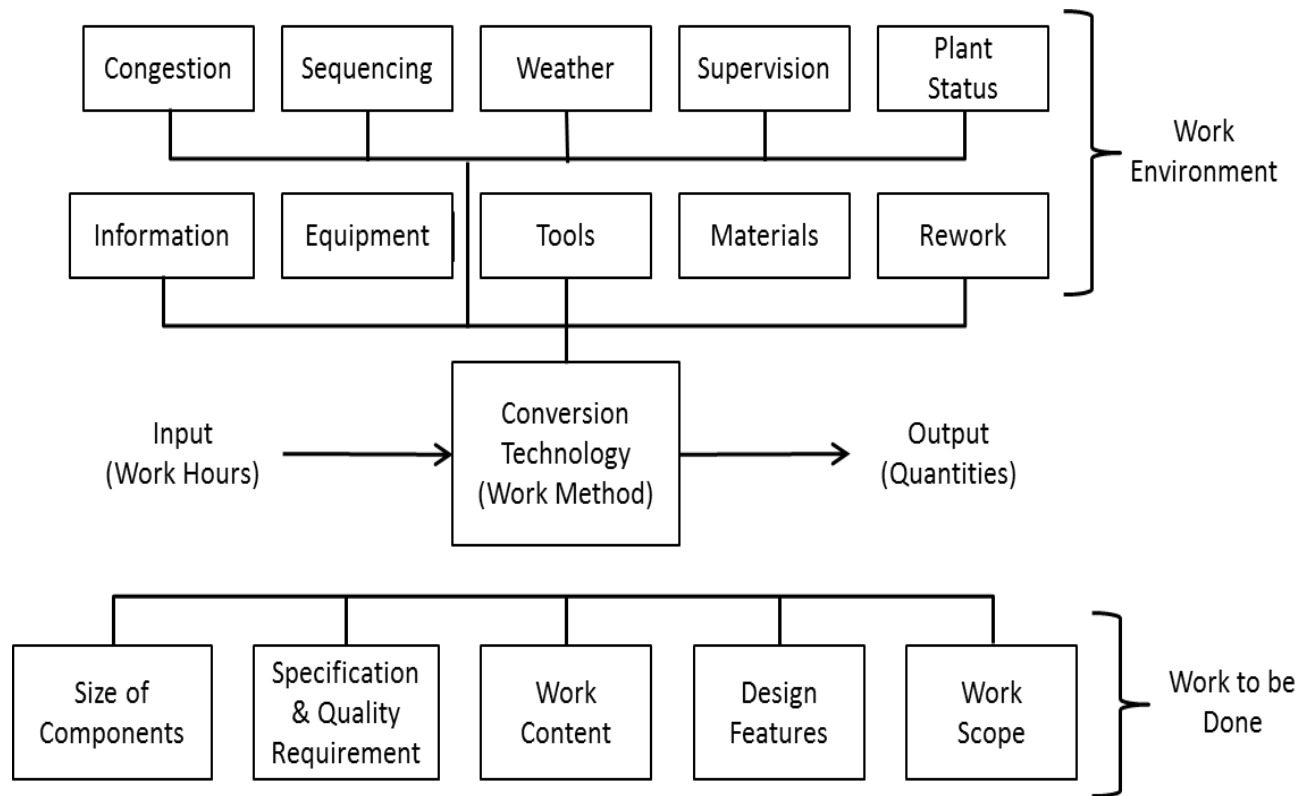 Congestion
Sequencing
Weather
Supervision
Plant
Status
Work
Environment
Information
Equipment
Tools
Materials
Rework
Input
(Work Hours)
Conversion
Technology
(Work Method)
Output
(Quantities)
Size of
Components
Specification
& Quality
Requirement
Work
Content
Design
Features
Work
Scope
Work to be
Done